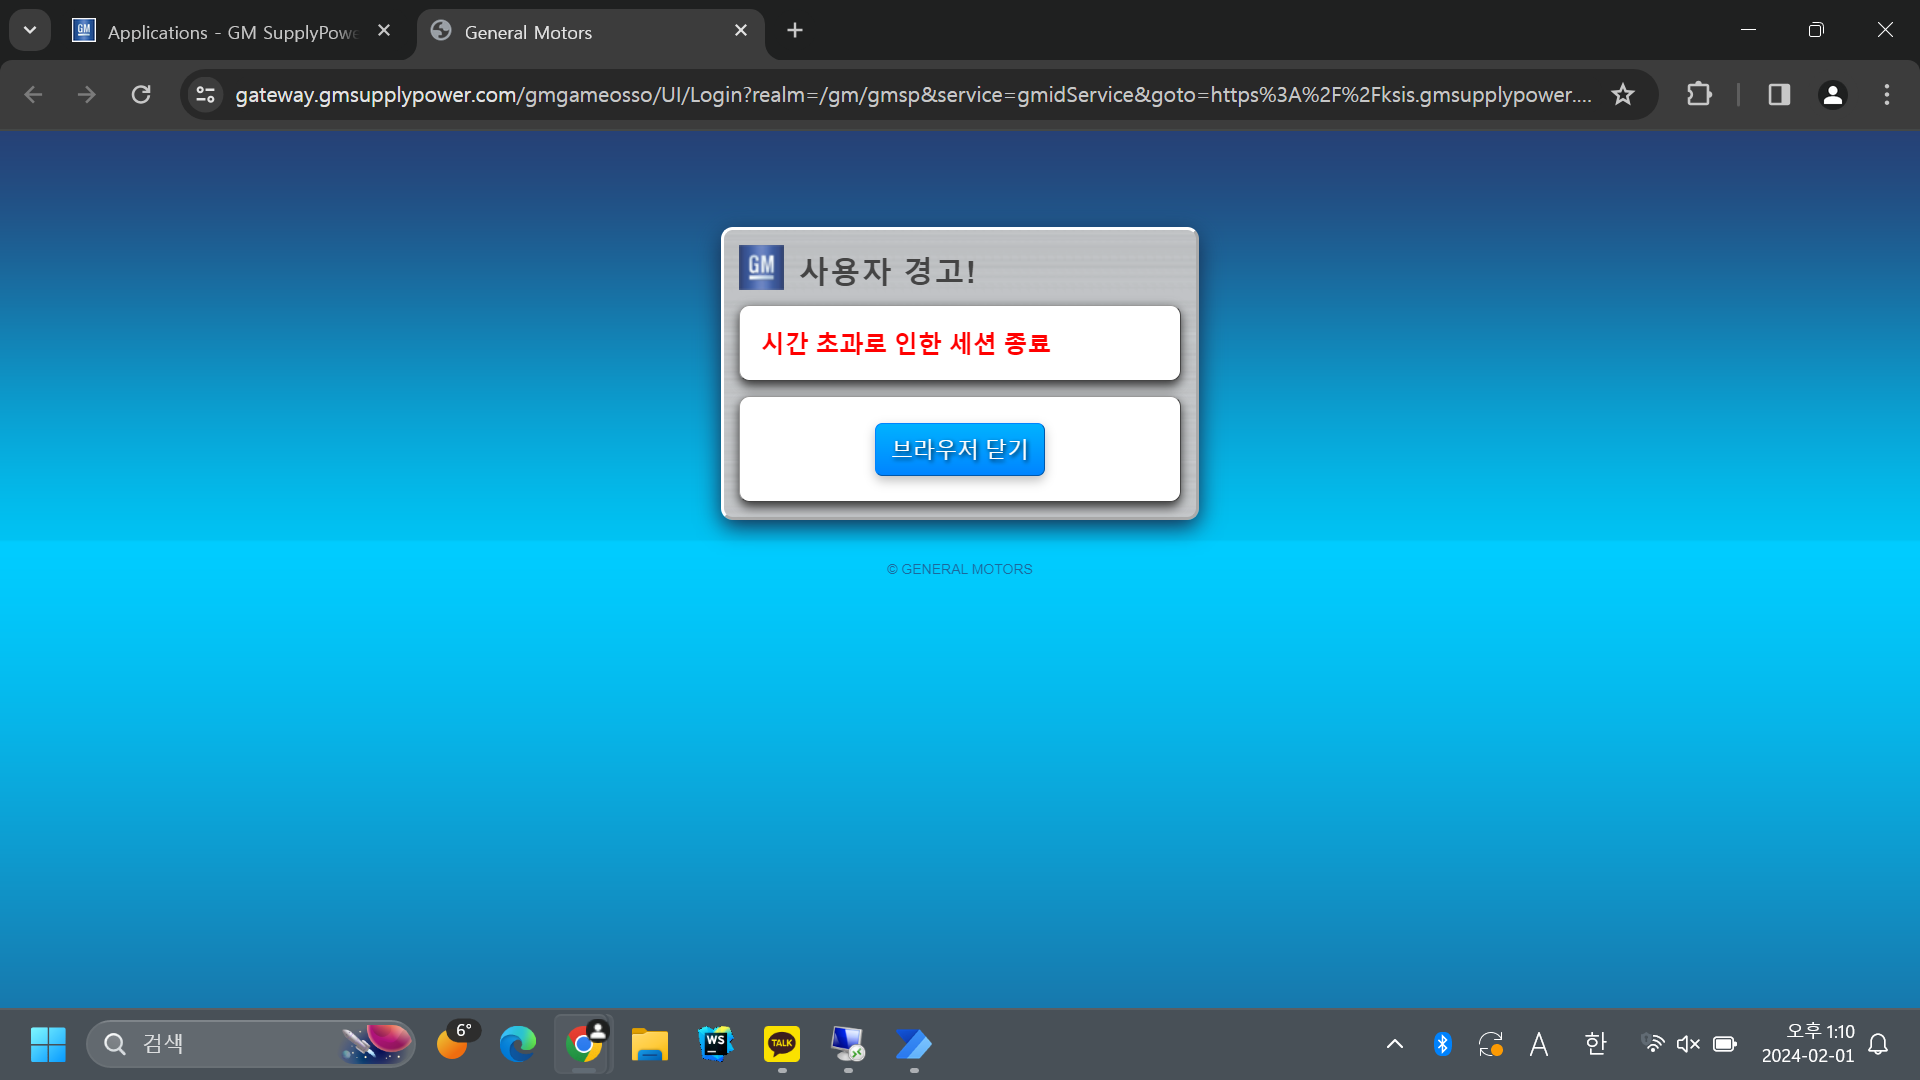 Applications - GM SupplyPow
General Motors
gateway.gmsupplypower.com/gmgameosso/UI/Login?realm=/gm/gmsp&service=gmidService&goto=https%3A%2F%2Fksis.gmsupplypower....
GM 사용자 경고!
시간 초과로 인한 세션 종료
브라우저 닫기
© GENERAL MOTORS
검색
6°
WS
TALK
A
한
오후 1:10
2024-02-01